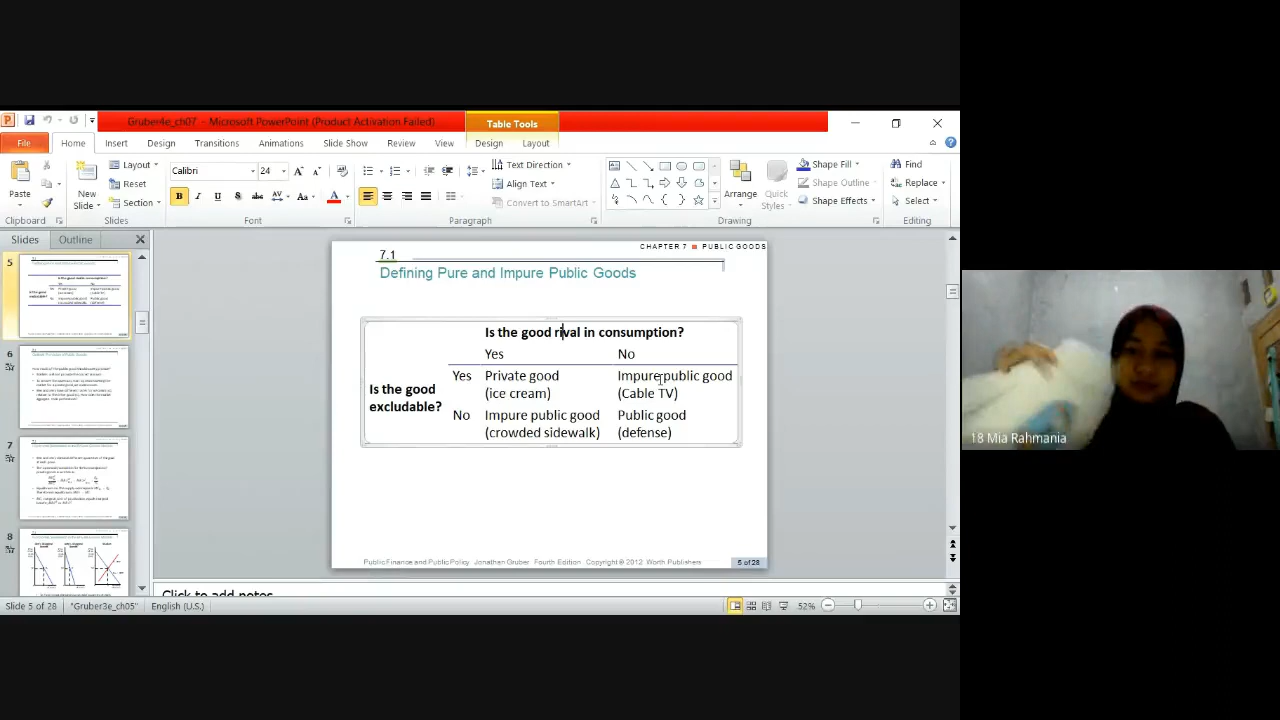 Gruber4e_ch07 - Microsoft PowerPoint (Product Activation Failed)
Table Tools
File Home Insert Design Transitions Animations Slide Show Review View Design Layout
Paste
New
Slide
Layout
Reset
Section
Calibri 24
Text Direction
Align Text
Convert to SmartArt
Arrange
Quick
Styles
Shape Fill
Shape Outline
Shape Effects
Find
Replace
Select
Clipboard Slides Font Paragraph Drawing Editing
Slides Outline
5
6
7
8
CHAPTER 7 ■ PUBLIC GOODS
7.1
Defining Pure and Impure Public Goods
Is the good rival in consumption?
Yes No
Is the good
excludable?
Yes Private good Impure public good
(ice cream) (Cable TV)
No Impure public good Public good
(crowded sidewalk) (defense)
Public Finance and Public Policy Jonathan Gruber Fourth Edition Copyright © 2012 Worth Publishers
5 of 28
Click to add notes
Slide 5 of 28 "Gruber3e_ch05" English (U.S.) 52%
18 Mia Rahmania